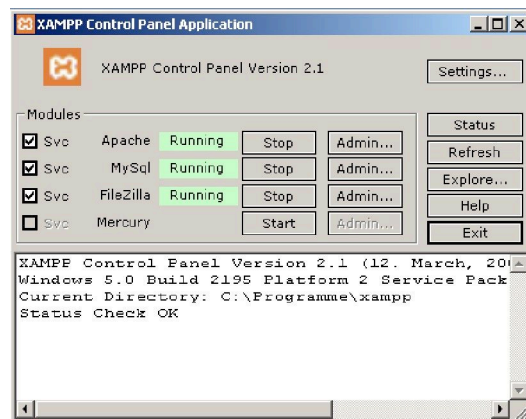 XAMPP Control Panel Application
XAMPP Control Panel Version 2.1
Settings...
Modules
Svc Apache Running Stop Admin...
Svc MySql Running Stop Admin...
Svc FileZilla Running Stop Admin...
Svc Mercury Start Admin...
Status
Refresh
Explore...
Help
Exit
XAMPP Control Panel Version 2.1 (12. March, 200
Windows 5.0 Build 2195 Platform 2 Service Pack
Current Directory: C:\Programme\xampp
Status Check OK